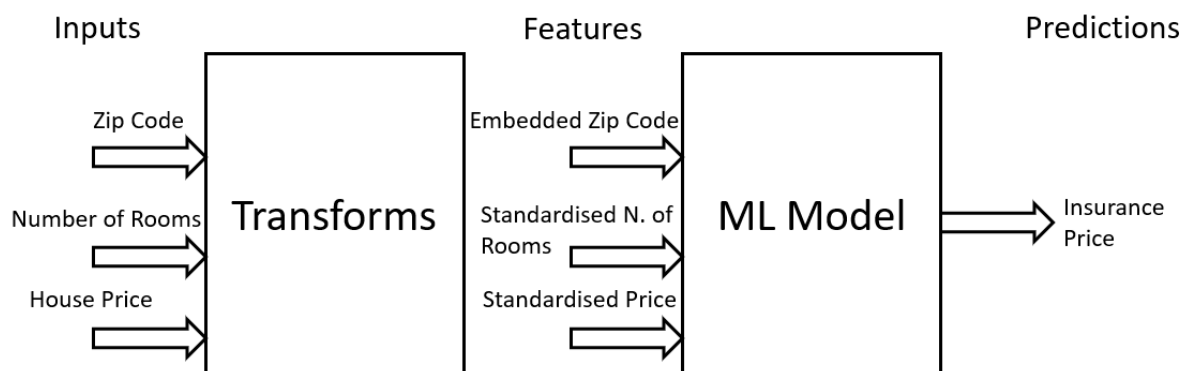 Inputs
Features
Predictions
Zip Code
Embedded Zip Code
Number of Rooms
Transforms
Standardised N. of
Rooms
ML Model
Insurance
Price
House Price
Standardised Price